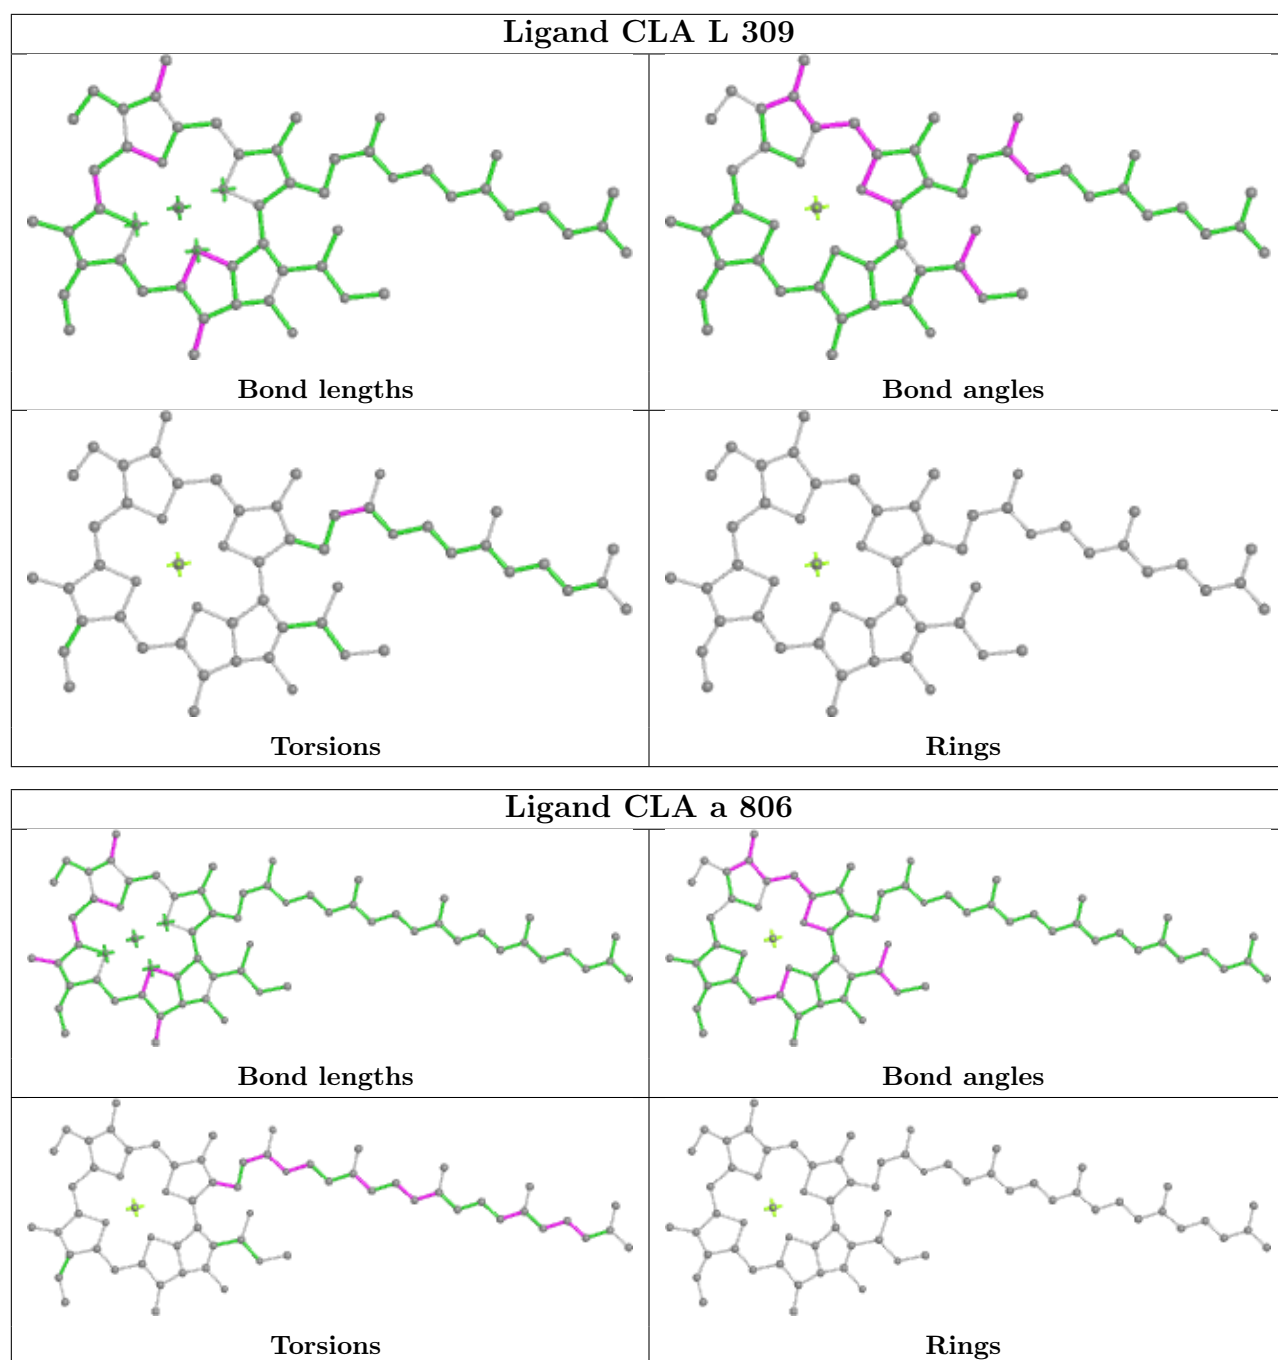 Ligand CLA L 309
Bond lengths
Bond angles
Torsions
Rings
Ligand CLA a 806
Bond lengths
Bond angles
Torsions
Rings